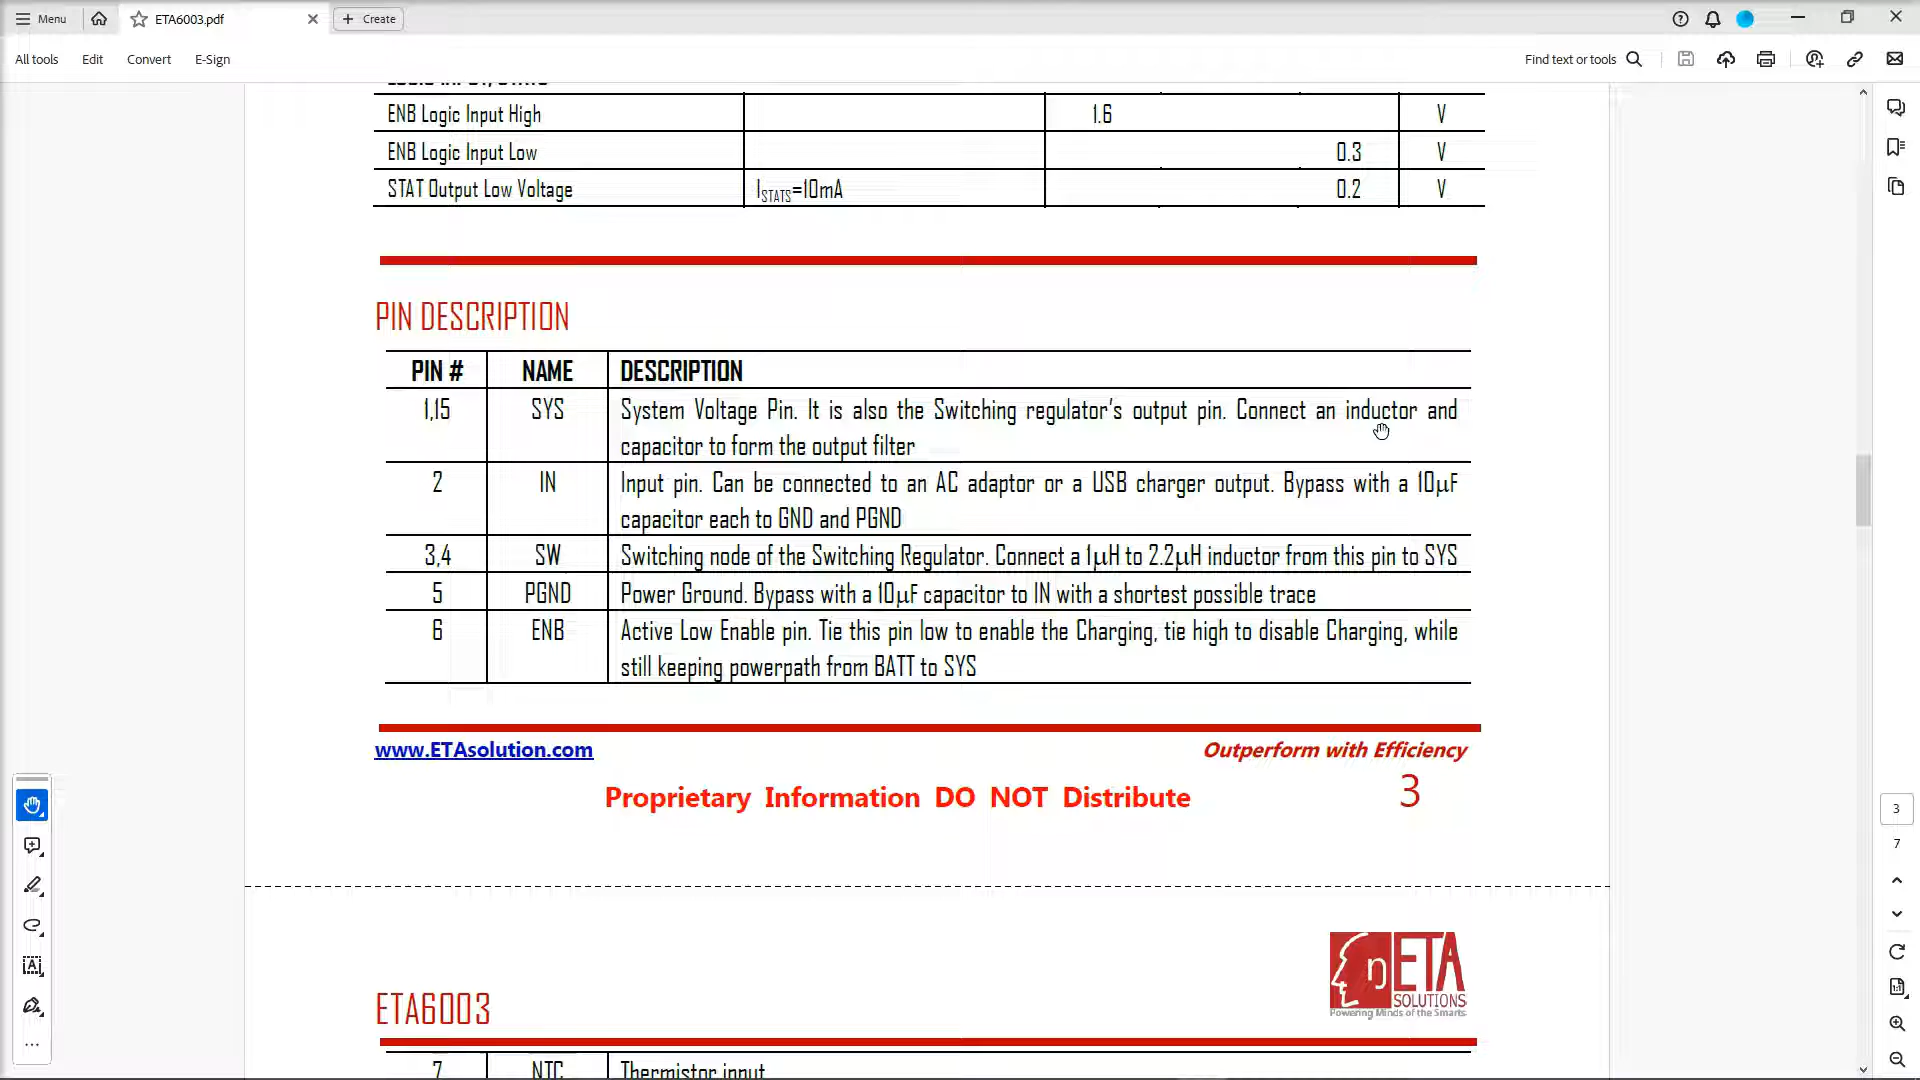 Menu
ETA6003.pdf
Create
All tools
Edit
Convert
E-Sign
Find text or tools
ENB Logic Input High 1.6 V
ENB Logic Input Low 0.3 V
STAT Output Low Voltage ISTATS=10mA 0.2 V
PIN DESCRIPTION
PIN # NAME DESCRIPTION
1,15 SYS System Voltage Pin. It is also the Switching regulator's output pin. Connect an inductor and
capacitor to form the output filter
2 IN Input pin. Can be connected to an AC adaptor or a USB charger output. Bypass with a 10µF
capacitor each to GND and PGND
3,4 SW Switching node of the Switching Regulator. Connect a 1µH to 2.2µH inductor from this pin to SYS
5 PGND Power Ground. Bypass with a 10µF capacitor to IN with a shortest possible trace
6 ENB Active Low Enable pin. Tie this pin low to enable the Charging, tie high to disable Charging, while
still keeping powerpath from BATT to SYS
www.ETAsolution.com Outperform with Efficiency
Proprietary Information DO NOT Distribute 3
3
7
ETA
SOLUTIONS
Powering Minds of the Smarts
ETA6003
7 NTC Thermistor input